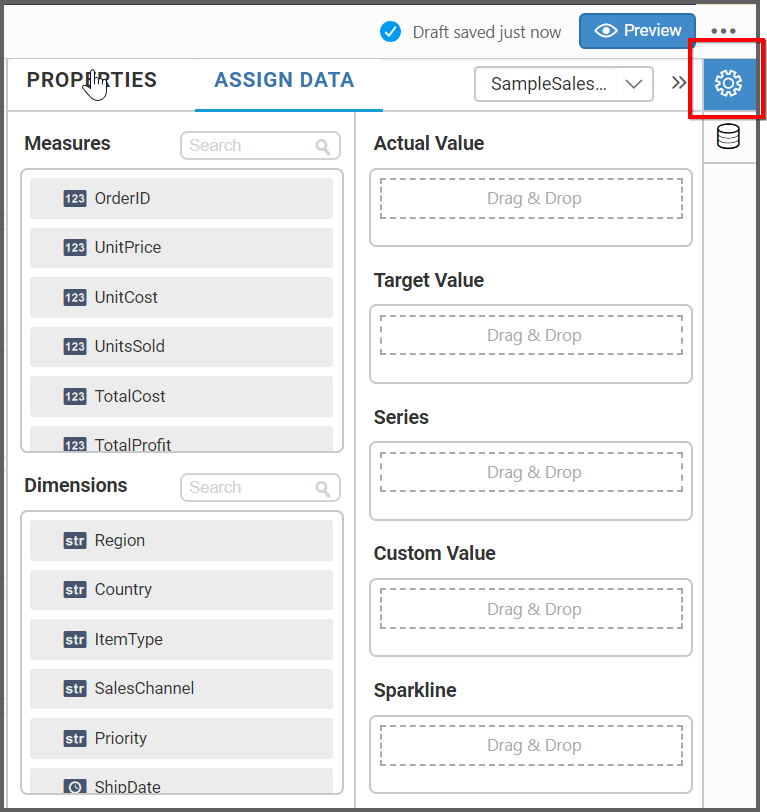 Draft saved just now
Preview
PROPERTIES
ASSIGN DATA
SampleSales...
Measures
Search
123 OrderID
123 UnitPrice
123 UnitCost
123 UnitsSold
123 TotalCost
123 TotalProfit
Dimensions
Search
str Region
str Country
str ItemType
str SalesChannel
str Priority
ShipDate
Actual Value
Drag & Drop
Target Value
Drag & Drop
Series
Drag & Drop
Custom Value
Drag & Drop
Sparkline
Drag & Drop